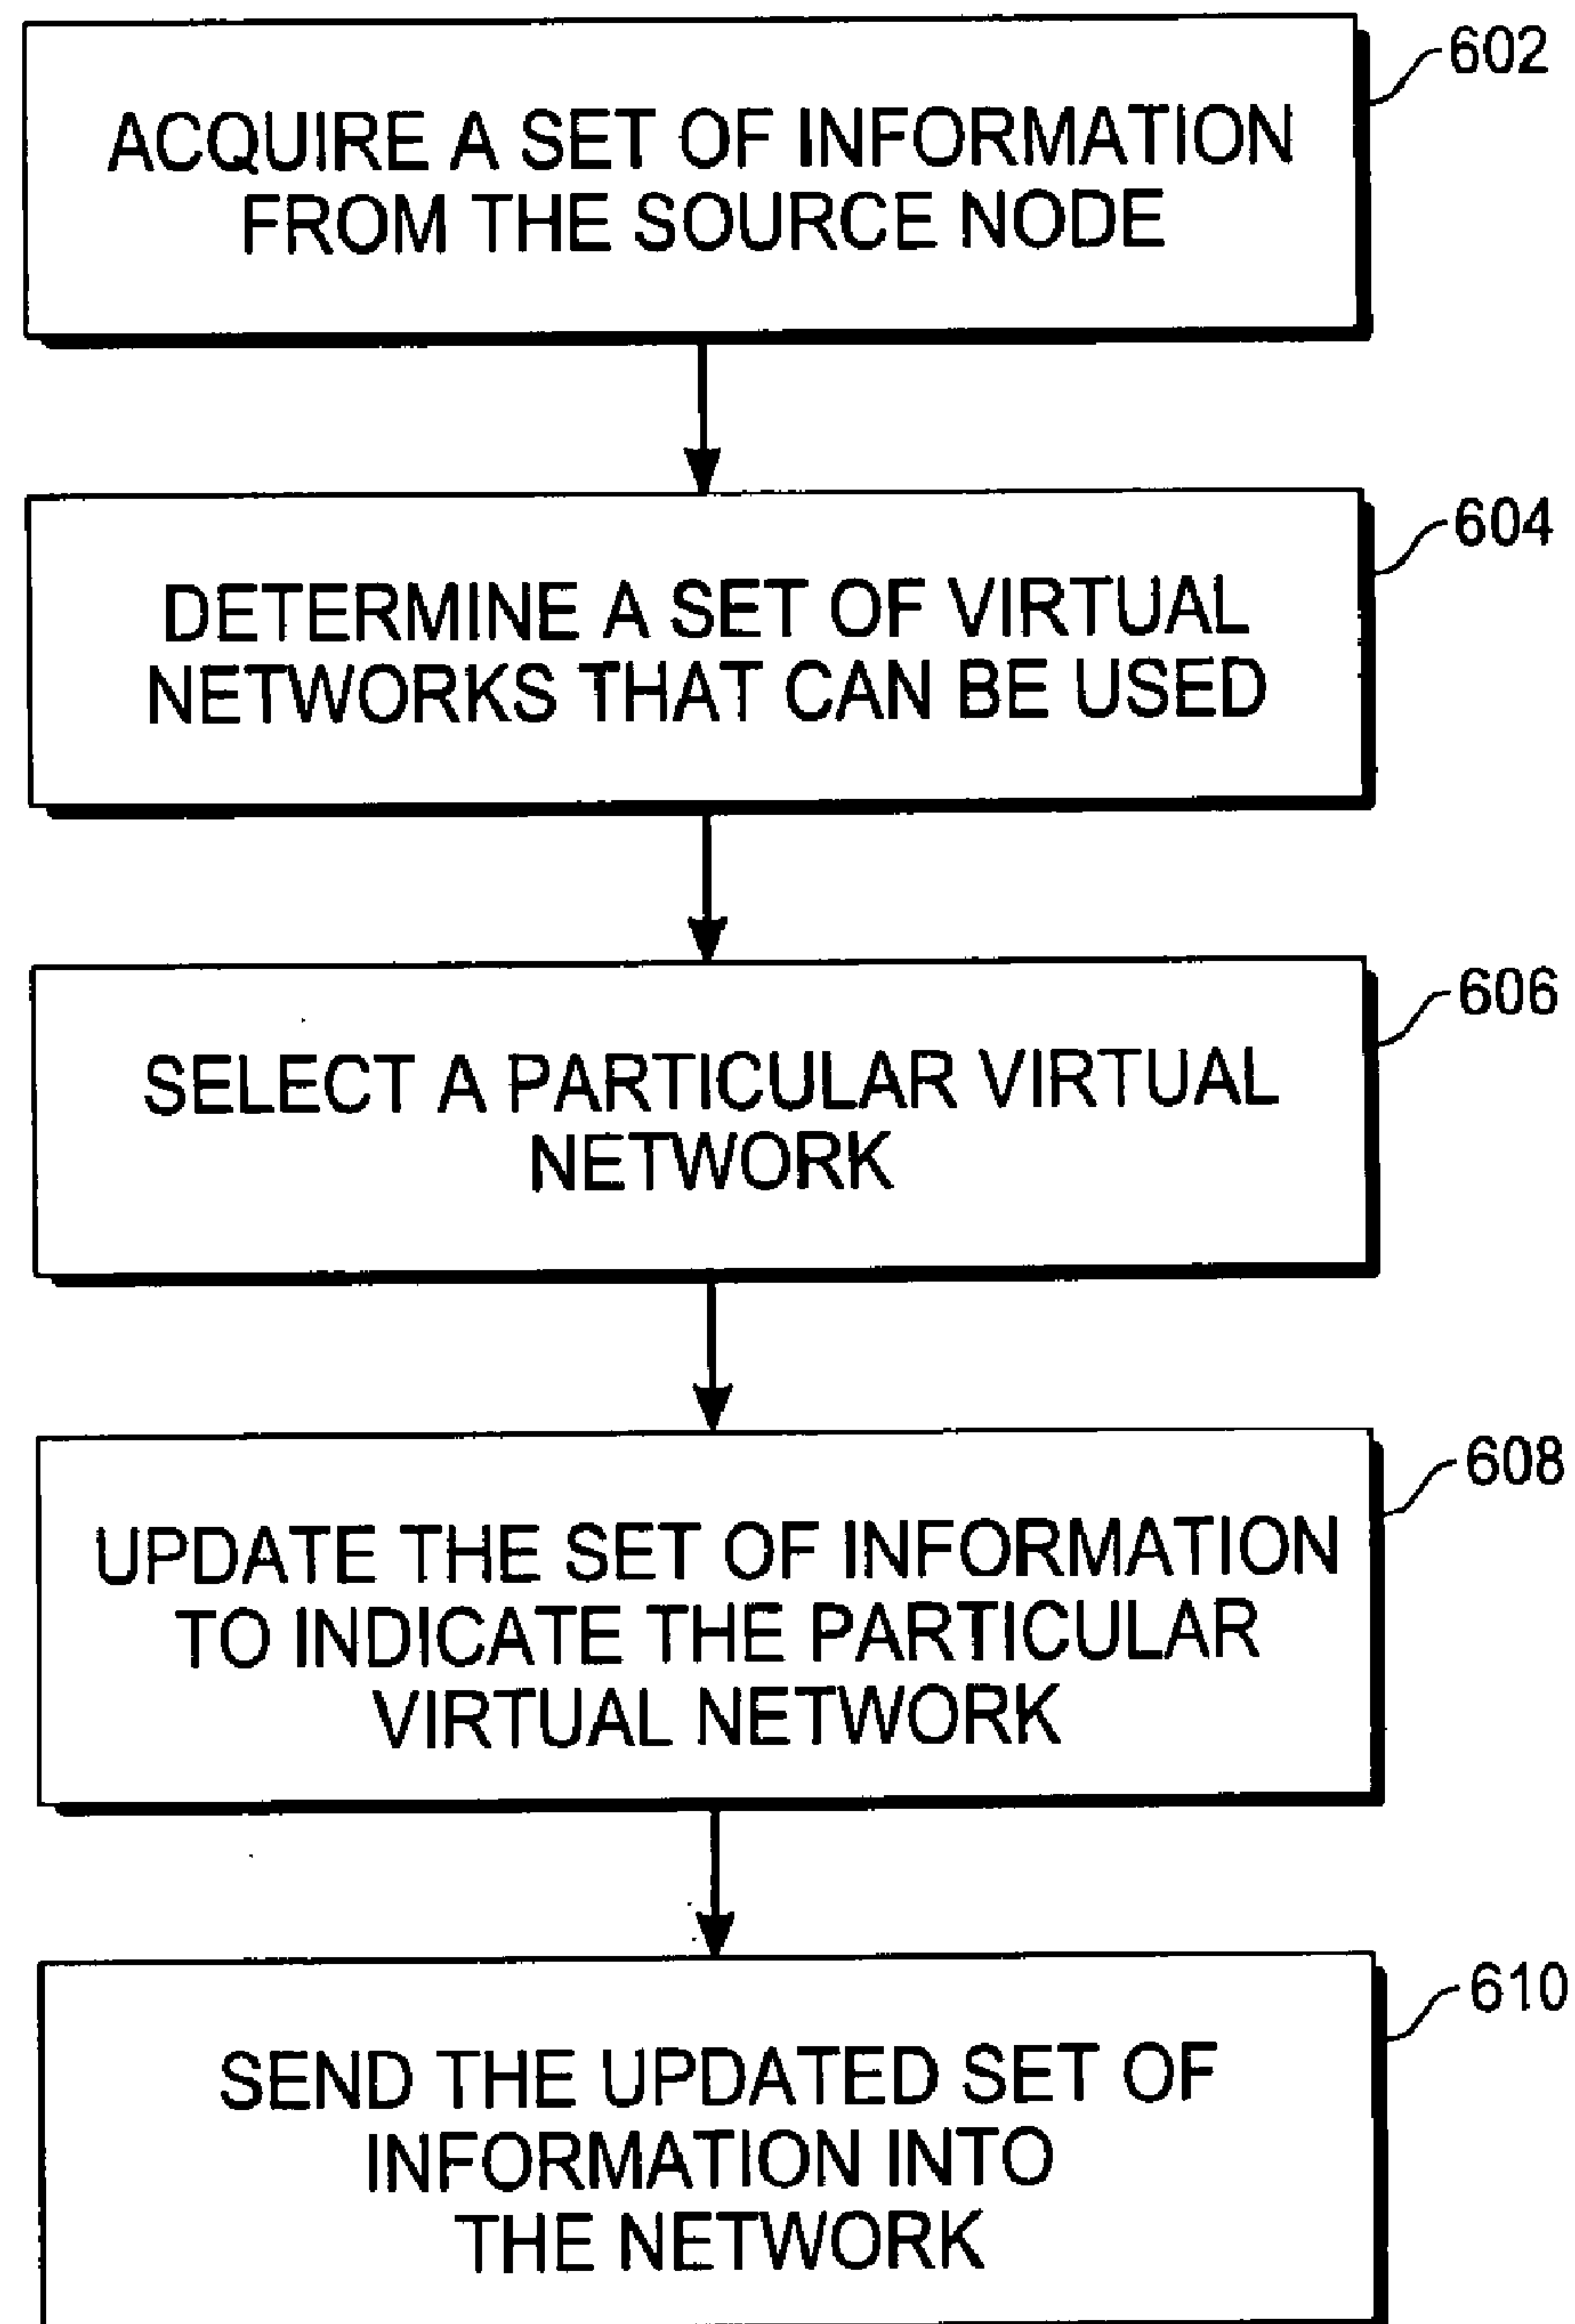 602
ACQUIRE A SET OF INFORMATION
FROM THE SOURCE NODE
604
DETERMINE A SET OF VIRTUAL
NETWORKS THAT CAN BE USED
606
SELECT A PARTICULAR VIRTUAL
NETWORK
608
UPDATE THE SET OF INFORMATION
TO INDICATE THE PARTICULAR
VIRTUAL NETWORK
610
SEND THE UPDATED SET OF
INFORMATION INTO
THE NETWORK